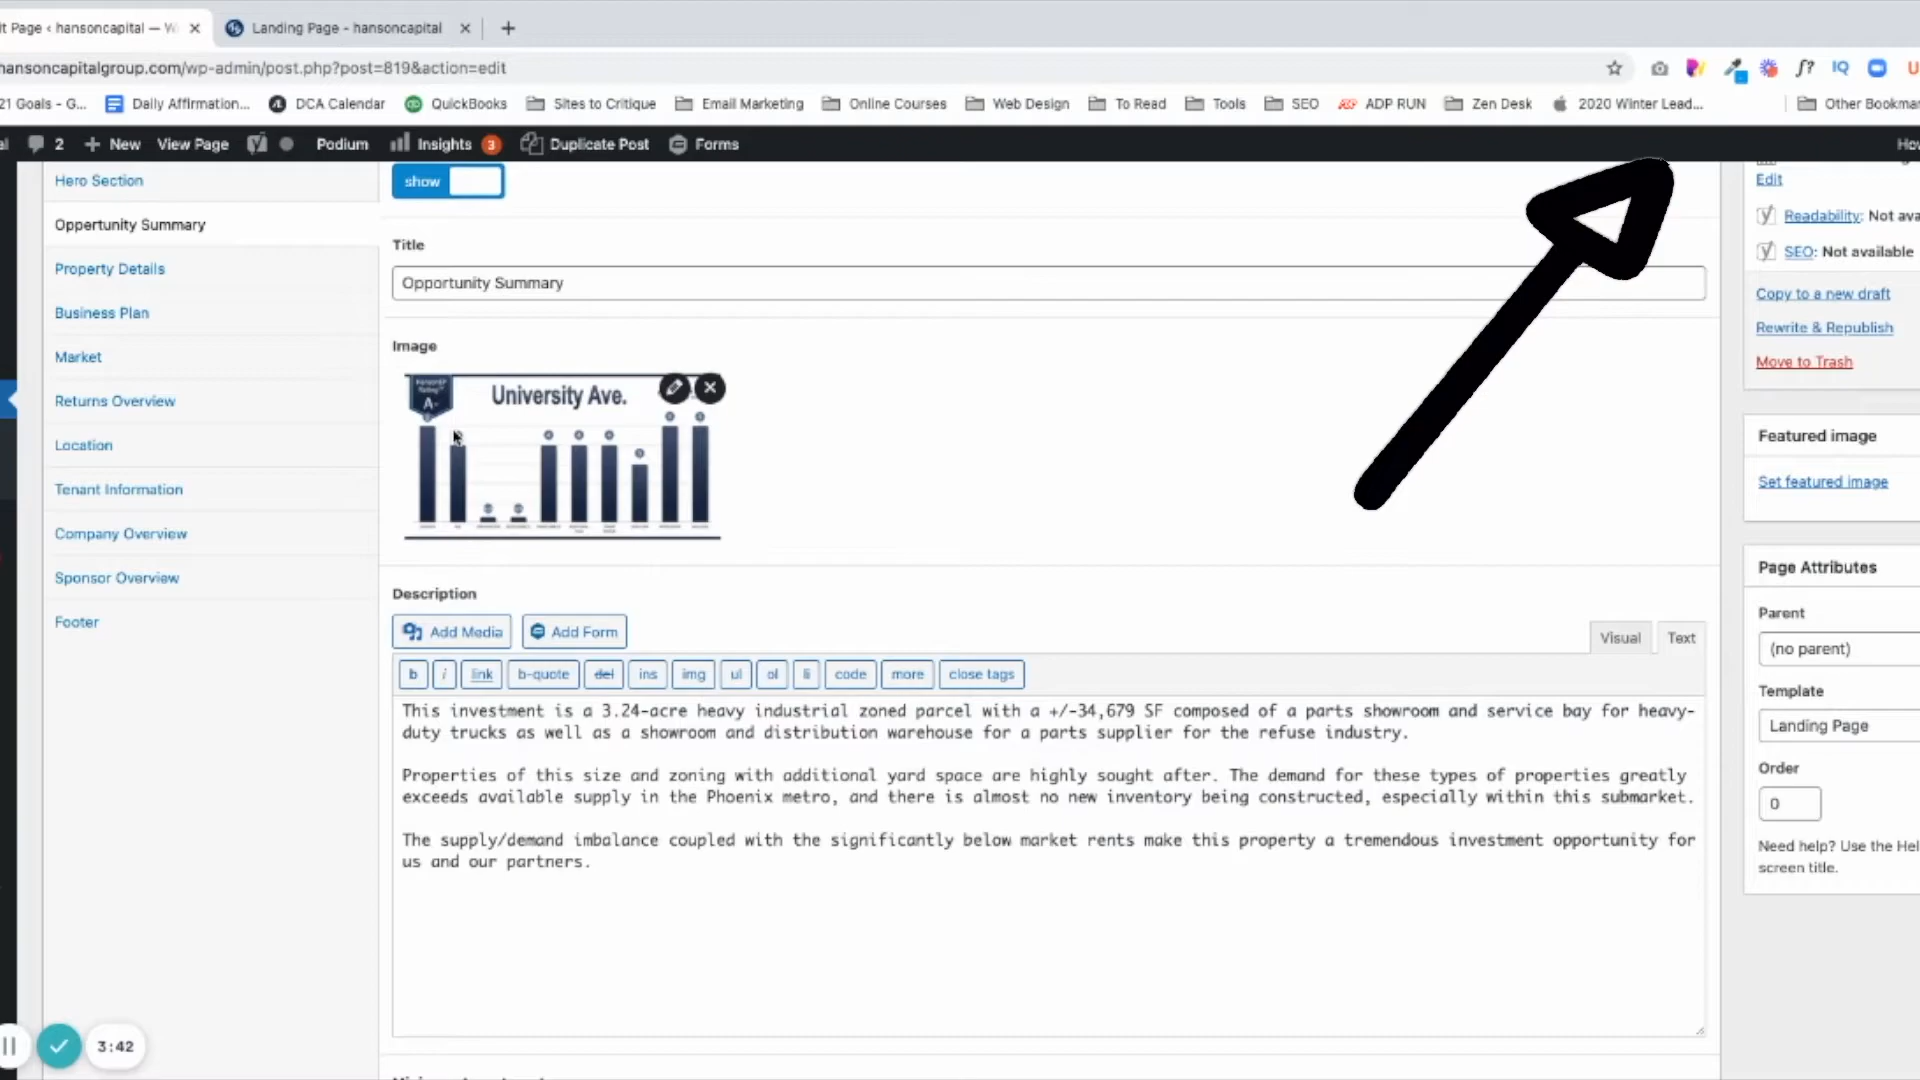 it Page ‹ hansoncapital — W
Landing Page - hansoncapital
hansoncapitalgroup.com/wp-admin/post.php?post=819&action=edit
21 Goals - G...
Daily Affirmation...
DCA Calendar
QuickBooks
Sites to Critique
Email Marketing
Online Courses
Web Design
To Read
Tools
SEO
ADP RUN
Zen Desk
2020 Winter Lead...
Other Bookmar
2
New
View Page
Podium
Insights 3
Duplicate Post
Forms
How
Hero Section
Opportunity Summary
Property Details
Business Plan
Market
Returns Overview
Location
Tenant Information
Company Overview
Sponsor Overview
Footer
show
Title
Opportunity Summary
Image
A-
University Ave.
Description
Add Media
Add Form
Visual
Text
b i link b-quote del ins img ul ol li code more close tags
This investment is a 3.24-acre heavy industrial zoned parcel with a +/-34,679 SF composed of a parts showroom and service bay for heavy-
duty trucks as well as a showroom and distribution warehouse for a parts supplier for the refuse industry.
Properties of this size and zoning with additional yard space are highly sought after. The demand for these types of properties greatly
exceeds available supply in the Phoenix metro, and there is almost no new inventory being constructed, especially within this submarket.
The supply/demand imbalance coupled with the significantly below market rents make this property a tremendous investment opportunity for
us and our partners.
Edit
Readability: Not ava
SEO: Not available
Copy to a new draft
Rewrite & Republish
Move to Trash
Featured image
Set featured image
Page Attributes
Parent
(no parent)
Template
Landing Page
Order
0
Need help? Use the Hel
screen title.
3:42